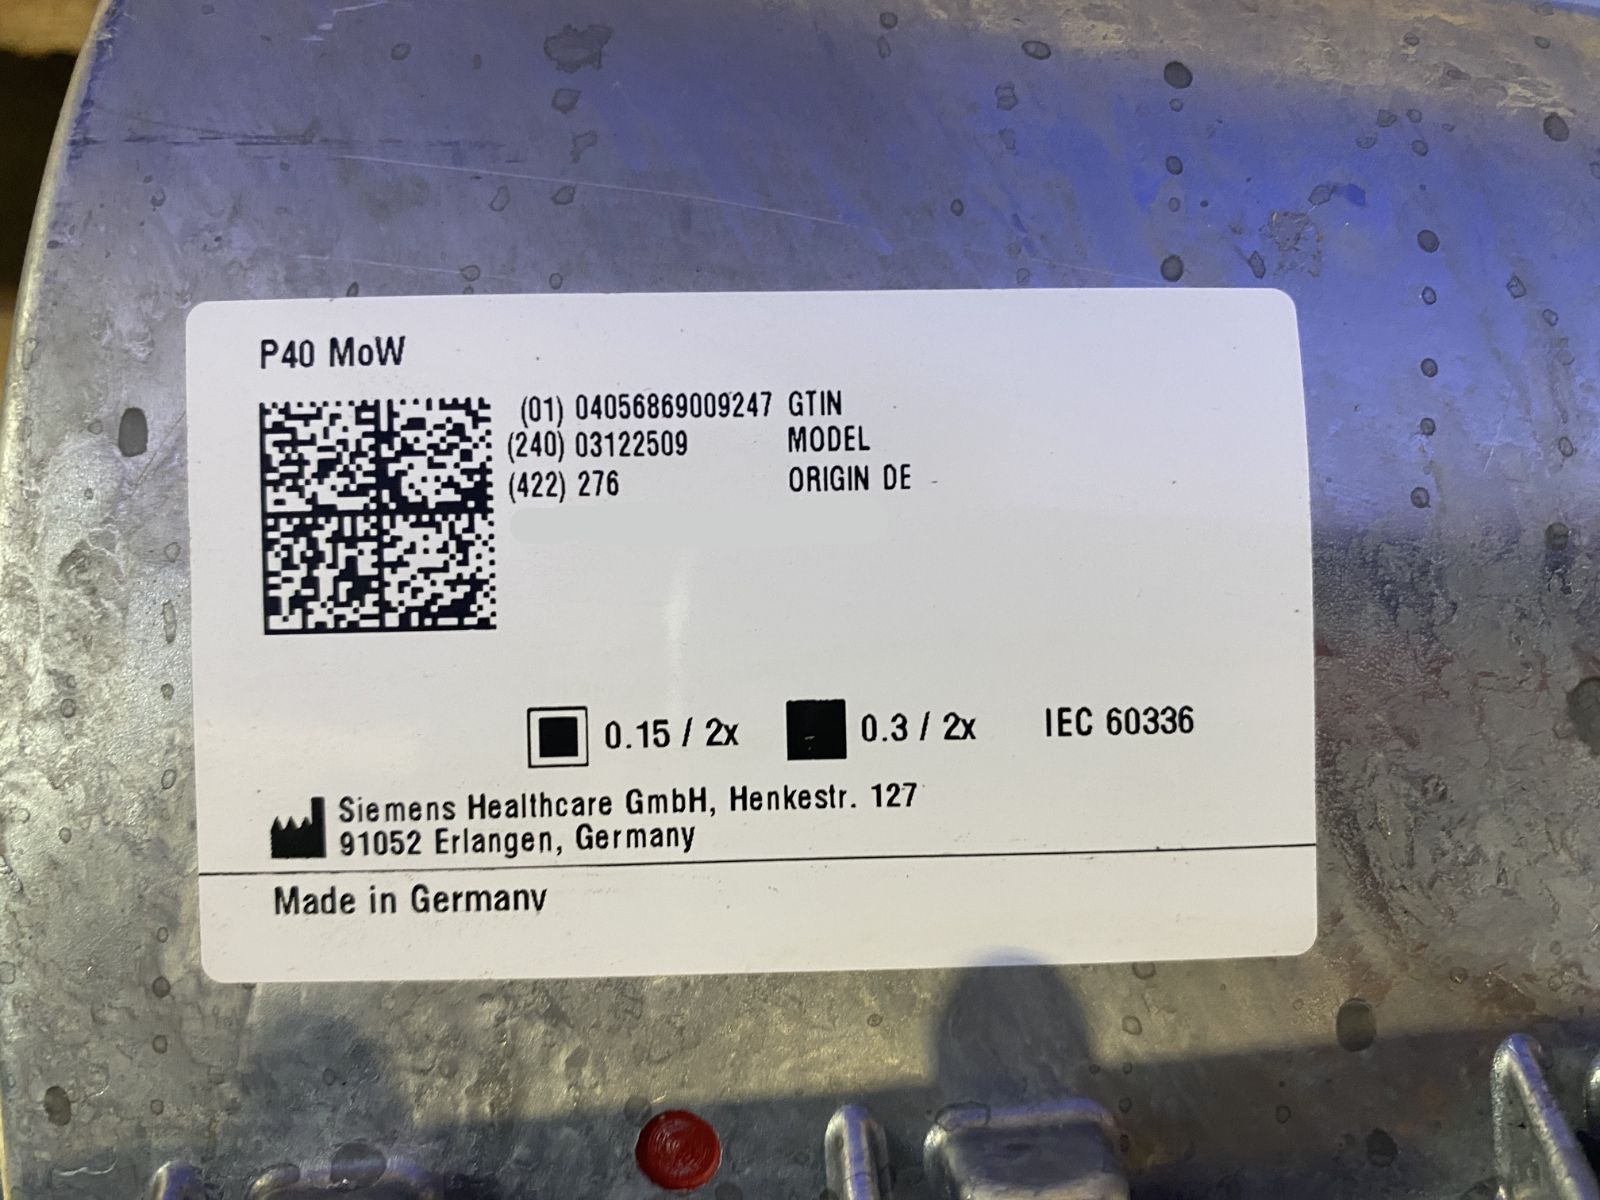 P40 MoW
(01) 04056869009247 GTIN
(240) 03122509 MODEL
(422) 276 ORIGIN DE
0.15 / 2x 0.3 / 2x IEC 60336
Siemens Healthcare GmbH, Henkestr. 127
91052 Erlangen, Germany
Made in Germany